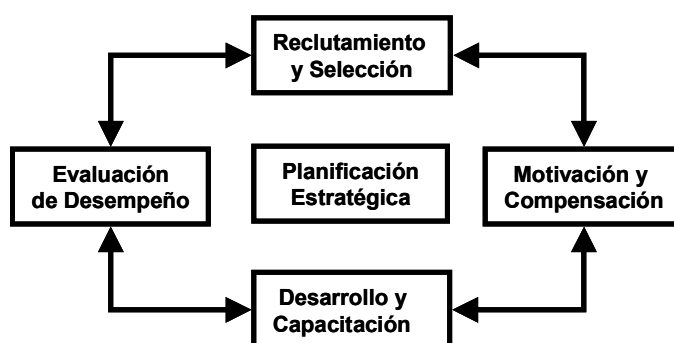 Reclutamiento
y Selección
Evaluación
de Desempeño
Planificación
Estratégica
Motivación y
Compensación
Desarrollo y
Capacitación